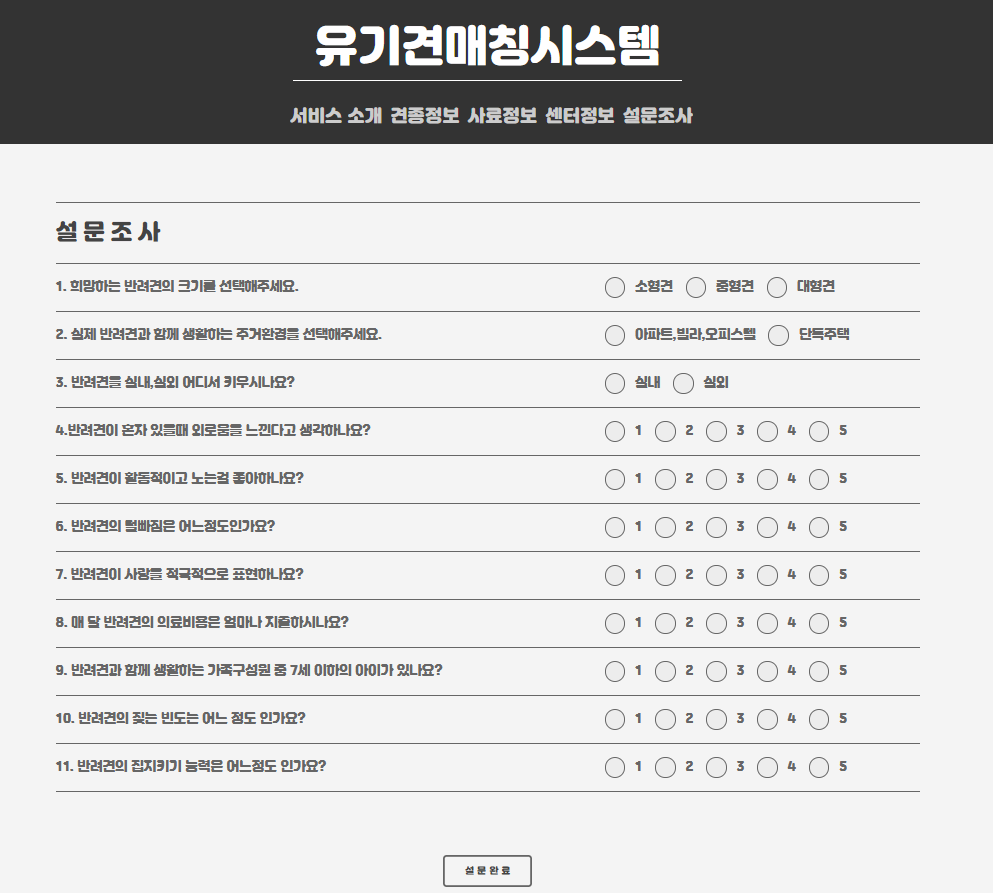 유기견매칭시스템
서비스 소개 견종정보 사료정보 센터정보 설문조사
설문조사
1. 희망하는 반려견의 크기를 선택해주세요. 소형견 중형견 대형견
2. 실제 반려견과 함께 생활하는 주거환경을 선택해주세요. 아파트,빌라,오피스텔 단독주택
3. 반려견을 실내,실외 어디서 키우시나요? 실내 실외
4.반려견이 혼자 있을때 외로움을 느낀다고 생각하나요? 1 2 3 4 5
5. 반려견이 활동적이고 노는걸 좋아하나요? 1 2 3 4 5
6. 반려견의 털빠짐은 어느정도인가요? 1 2 3 4 5
7. 반려견이 사랑을 적극적으로 표현하나요? 1 2 3 4 5
8. 매 달 반려견의 의료비용은 얼마나 지출하시나요? 1 2 3 4 5
9. 반려견과 함께 생활하는 가족구성원 중 7세 이하의 아이가 있나요? 1 2 3 4 5
10. 반려견의 짖는 빈도는 어느 정도 인가요? 1 2 3 4 5
11. 반려견의 집지키기 능력은 어느정도 인가요? 1 2 3 4 5
설문완료